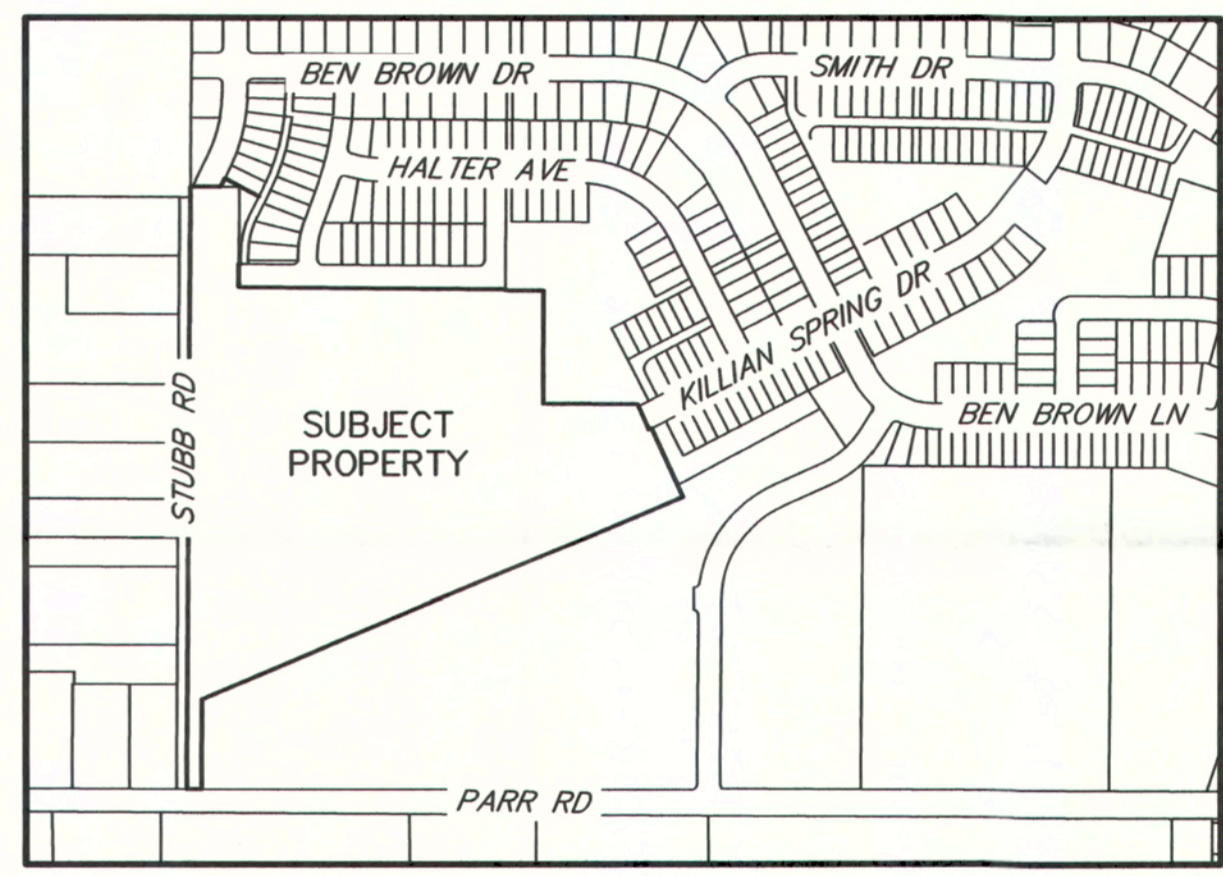 BEN BROWN DR
SMITH DR
HALTER AVE
KILLIAN SPRING DR
STUBB RD
SUBJECT
PROPERTY
BEN BROWN LN
PARR RD